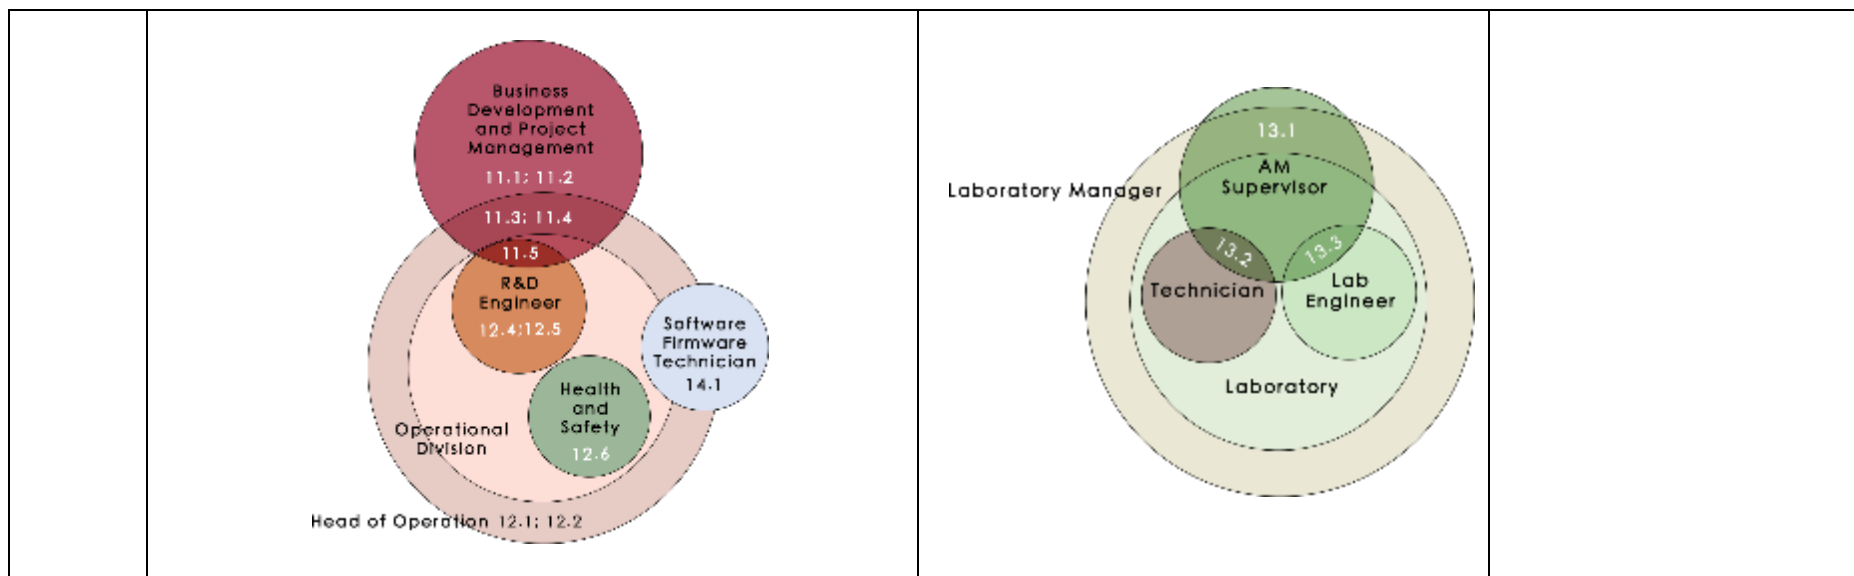 Business
Development
and Project
Management
11.1; 11.2
11.3; 11.4
11.5
R&D
Engineer
12.4;12.5
Software
Firmware
Technician
14.1
Health
and
Safety
12.6
Operational
Division
Head of Operation 12.1; 12.2
13.1
AM
Supervisor
Laboratory Manager
13.2
13.3
Technician
Lab
Engineer
Laboratory